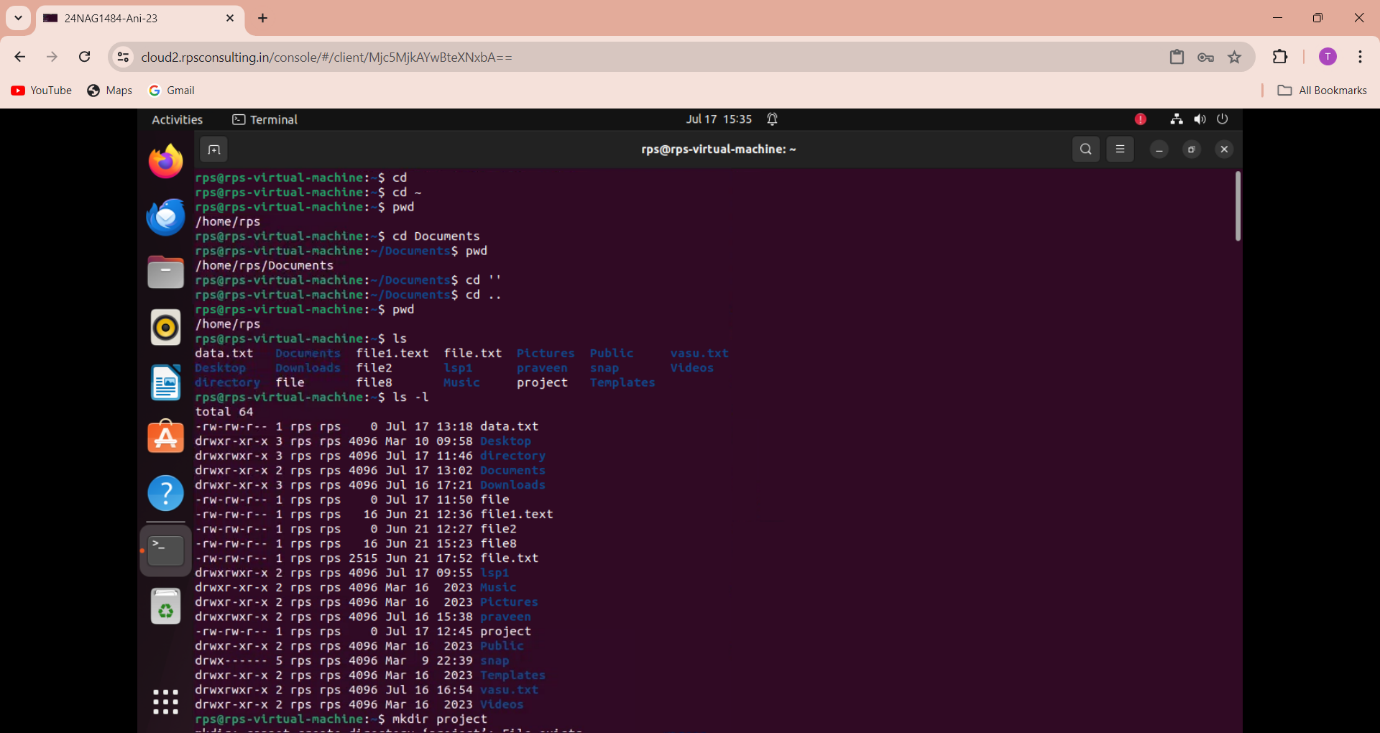 24NAG1484-Ani-23
cloud2.rpsconsulting.in/console/#/client/Mjc5MjkAYwBteXNxbA==
T
YouTube Maps Gmail All Bookmarks
Activities Terminal Jul 17 15:35
rps@rps-virtual-machine: ~
rps@rps-virtual-machine:~$ cd
rps@rps-virtual-machine:~$ cd ~
rps@rps-virtual-machine:~$ pwd
/home/rps
rps@rps-virtual-machine:~$ cd Documents
rps@rps-virtual-machine:~/Documents$ pwd
/home/rps/Documents
rps@rps-virtual-machine:~/Documents$ cd ''
rps@rps-virtual-machine:~/Documents$ cd ..
rps@rps-virtual-machine:~$ pwd
/home/rps
rps@rps-virtual-machine:~$ ls
data.txt Documents file1.text file.txt Pictures Public vasu.txt
Desktop Downloads file2 lsp1 praveen snap Videos
directory file file8 Music project Templates
rps@rps-virtual-machine:~$ ls -l
total 64
-rw-rw-r-- 1 rps rps 0 Jul 17 13:18 data.txt
drwxr-xr-x 3 rps rps 4096 Mar 10 09:58 Desktop
drwxrwxr-x 3 rps rps 4096 Jul 17 11:46 directory
drwxr-xr-x 2 rps rps 4096 Jul 17 13:02 Documents
drwxr-xr-x 3 rps rps 4096 Jul 16 17:21 Downloads
-rw-rw-r-- 1 rps rps 0 Jul 17 11:50 file
-rw-rw-r-- 1 rps rps 16 Jun 21 12:36 file1.text
-rw-rw-r-- 1 rps rps 0 Jun 21 12:27 file2
-rw-rw-r-- 1 rps rps 16 Jun 21 15:23 file8
-rw-rw-r-- 1 rps rps 2515 Jun 21 17:52 file.txt
drwxrwxr-x 2 rps rps 4096 Jul 17 09:55 lsp1
drwxr-xr-x 2 rps rps 4096 Mar 16 2023 Music
drwxr-xr-x 2 rps rps 4096 Mar 16 2023 Pictures
drwxrwxr-x 2 rps rps 4096 Jul 16 15:38 praveen
-rw-rw-r-- 1 rps rps 0 Jul 17 12:45 project
drwxr-xr-x 2 rps rps 4096 Mar 16 2023 Public
drwx------ 5 rps rps 4096 Mar 9 22:39 snap
drwxr-xr-x 2 rps rps 4096 Mar 16 2023 Templates
drwxrwxr-x 2 rps rps 4096 Jul 16 16:54 vasu.txt
drwxr-xr-x 2 rps rps 4096 Mar 16 2023 Videos
rps@rps-virtual-machine:~$ mkdir project
mkdir: cannot create directory ‘project’: File exists